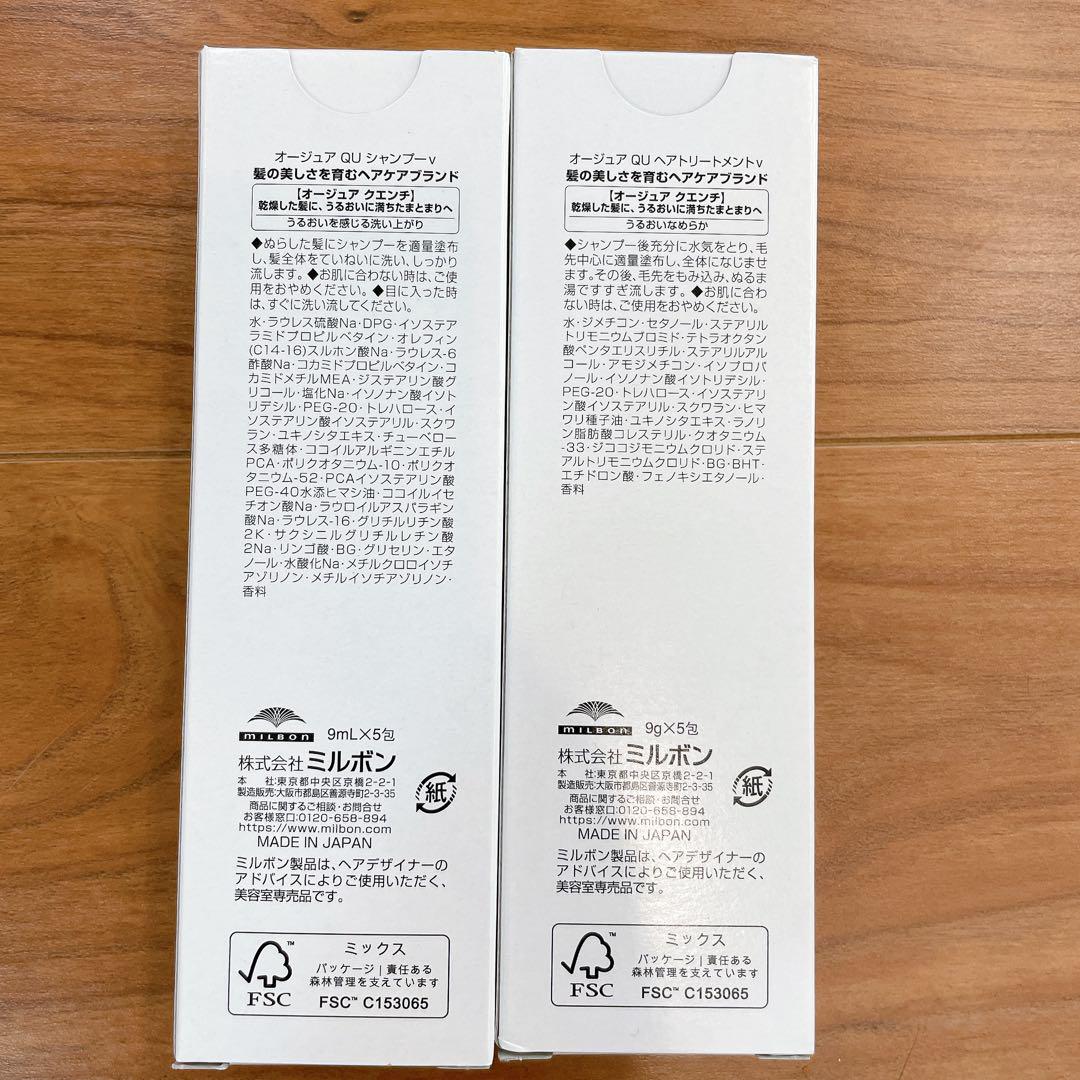 オージュア QU シャンプーv
髪の美しさを育むヘアケアブランド
【オージュア クエンチ】
乾燥した髪に、うるおいに満ちたまとまりへ
うるおいを感じる洗い上がり
◆ぬらした髪にシャンプーを適量塗布
し、髪全体をていねいに洗い、しっかり
流します。◆お肌に合わない時は、ご使
用をおやめください。◆目に入った時
は、すぐに洗い流してください。
水・ラウレス硫酸Na・DPG・イソステア
ラミドプロピルベタイン・オレフィン
(C14-16)スルホン酸Na・ラウレス-6
酢酸Na・コカミドプロピルベタイン・コ
カミドメチルMEA・ジステアリン酸グ
リコール・塩化Na・イソノナン酸イソト
リデシル・PEG-20・トレハロース・イ
ソステアリン酸イソステアリル・スクワ
ラン・ユキノシタエキス・チューベロー
ス多糖体・ココイルアルギニンエチル
PCA・ポリクオタニウム-10・ポリクオ
タニウム-52・PCAイソステアリン酸
PEG-40水添ヒマシ油・ココイルイセ
チオン酸Na・ラウロイルアスパラギン
酸Na・ラウレス-16・グリチルリチン酸
2K・サクシニルグリチルレチン酸
2Na・リンゴ酸・BG・グリセリン・エタ
ノール・水酸化Na・メチルクロロイソチ
アゾリノン・メチルイソチアゾリノン・
香料
MILBON 9mL×5包
株式会社 ミルボン
本 社:東京都中央区京橋2-2-1
製造販売:大阪市都島区善源寺町2-3-35
商品に関するご相談・お問合せ
お客様窓口:0120-658-894
https://www.milbon.com
MADE IN JAPAN
紙
ミルボン製品は、ヘアデザイナーの
アドバイスによりご使用いただく、
美容室専売品です。
FSC™
ミックス
パッケージ|責任ある
森林管理を支えています
FSC™ C153065
オージュア QU ヘアトリートメントv
髪の美しさを育むヘアケアブランド
【オージュア クエンチ】
乾燥した髪に、うるおいに満ちたまとまりへ
うるおいなめらか
◆シャンプー後充分に水気をとり、毛
先中心に適量塗布し、全体になじませ
ます。その後、毛先をもみ込み、ぬるま
湯ですすぎ流します。◆お肌に合わ
ない時は、ご使用をおやめください。
水・ジメチコン・セタノール・ステアリル
トリモニウムブロミド・テトラオクタン
酸ペンタエリスリチル・ステアリルアル
コール・アモジメチコン・イソプロパ
ノール・イソノナン酸イソトリデシル・
PEG-20・トレハロース・イソステアリ
ン酸イソステアリル・スクワラン・ヒマ
ワリ種子油・ユキノシタエキス・ラノリ
ン脂肪酸コレステリル・クオタニウム
-33・ジココジモニウムクロリド・ステ
アルトリモニウムクロリド・BG・BHT・
エチドロン酸・フェノキシエタノール・
香料
MILBON 9g×5包
株式会社 ミルボン
本 社:東京都中央区京橋2-2-1
製造販売:大阪市都島区善源寺町2-3-35
商品に関するご相談・お問合せ
お客様窓口:0120-658-894
https://www.milbon.com
MADE IN JAPAN
紙
ミルボン製品は、ヘアデザイナーの
アドバイスによりご使用いただく、
美容室専売品です。
FSC™
ミックス
パッケージ|責任ある
森林管理を支えています
FSC™ C153065